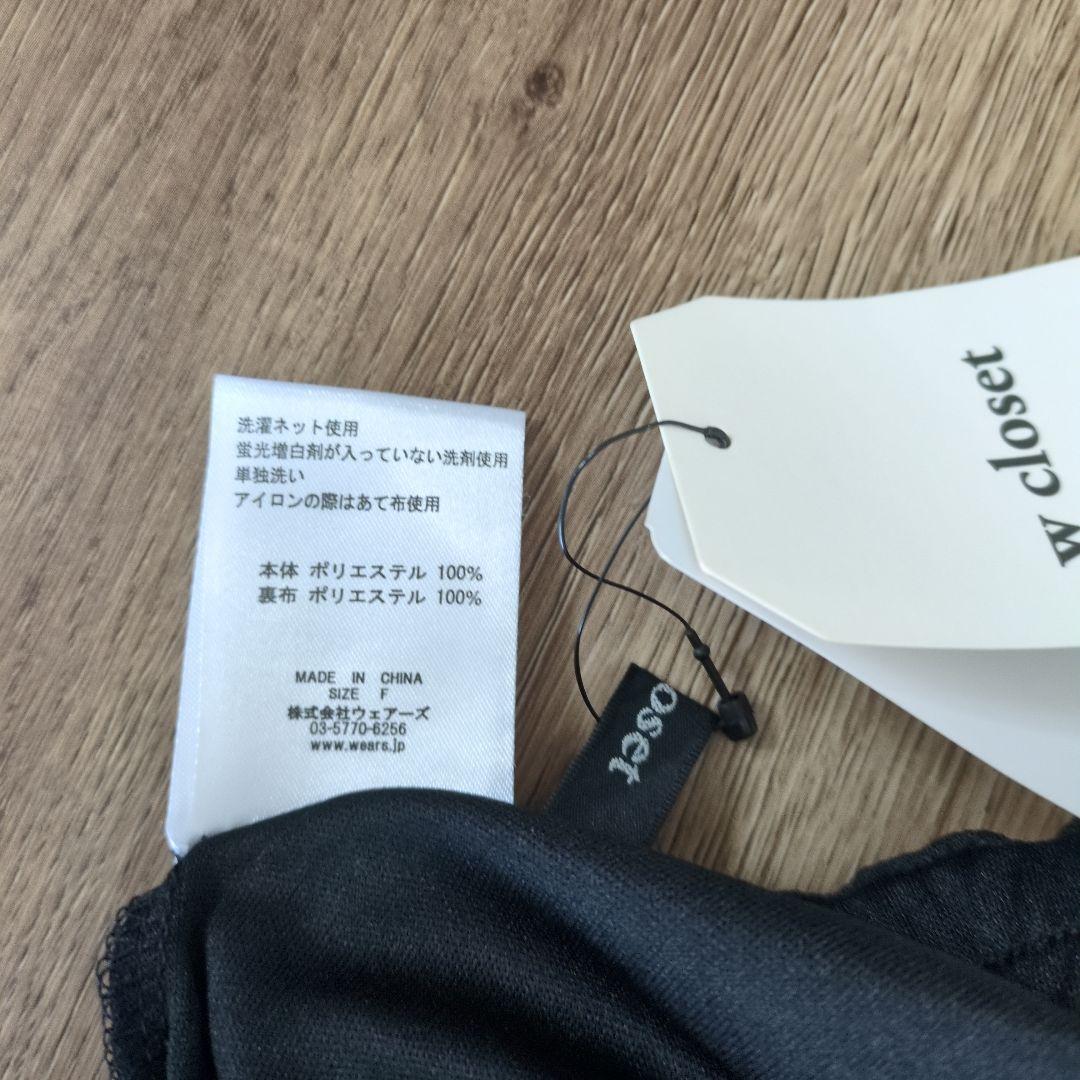 洗濯ネット使用
蛍光増白剤が入っていない洗剤使用
単独洗い
アイロンの際はあて布使用
本体 ポリエステル 100%
裏布 ポリエステル 100%
MADE IN CHINA
SIZE F
株式会社ウェアーズ
03-5770-6256
www.wears.jp
w closet
oset